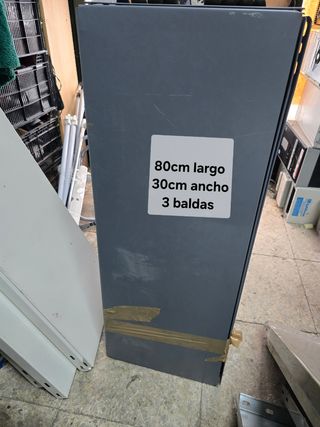 80cm largo
30cm ancho
3 baldas